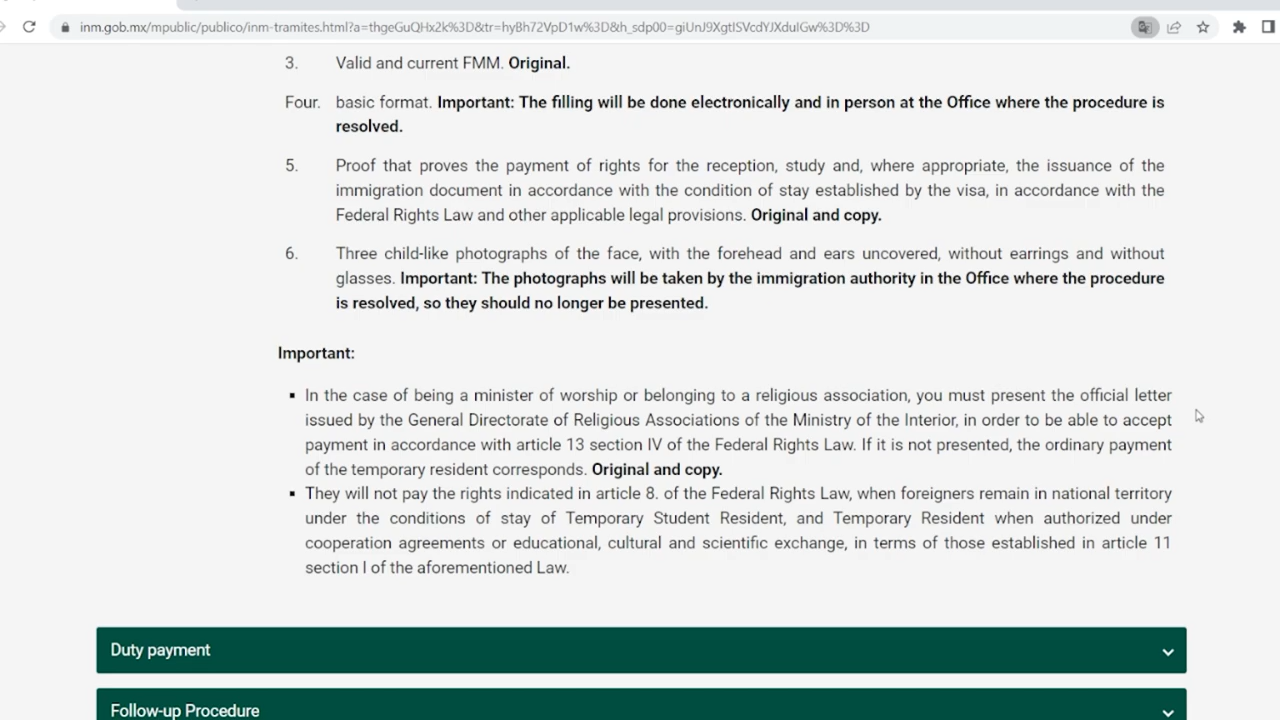 inm.gob.mx/mpublic/publico/inm-tramites.html?a=thgeGuQHx2k%3D&tr=hyBh72VpD1w%3D&h_sdp00=giUnJ9XgtISVcdYJXdulGw%3D%3D
3. Valid and current FMM. Original.
Four. basic format. Important: The filling will be done electronically and in person at the Office where the procedure is
resolved.
5. Proof that proves the payment of rights for the reception, study and, where appropriate, the issuance of the
immigration document in accordance with the condition of stay established by the visa, in accordance with the
Federal Rights Law and other applicable legal provisions. Original and copy.
6. Three child-like photographs of the face, with the forehead and ears uncovered, without earrings and without
glasses. Important: The photographs will be taken by the immigration authority in the Office where the procedure
is resolved, so they should no longer be presented.
Important:
▪ In the case of being a minister of worship or belonging to a religious association, you must present the official letter
issued by the General Directorate of Religious Associations of the Ministry of the Interior, in order to be able to accept
payment in accordance with article 13 section IV of the Federal Rights Law. If it is not presented, the ordinary payment
of the temporary resident corresponds. Original and copy.
▪ They will not pay the rights indicated in article 8. of the Federal Rights Law, when foreigners remain in national territory
under the conditions of stay of Temporary Student Resident, and Temporary Resident when authorized under
cooperation agreements or educational, cultural and scientific exchange, in terms of those established in article 11
section I of the aforementioned Law.
Duty payment
Follow-up Procedure